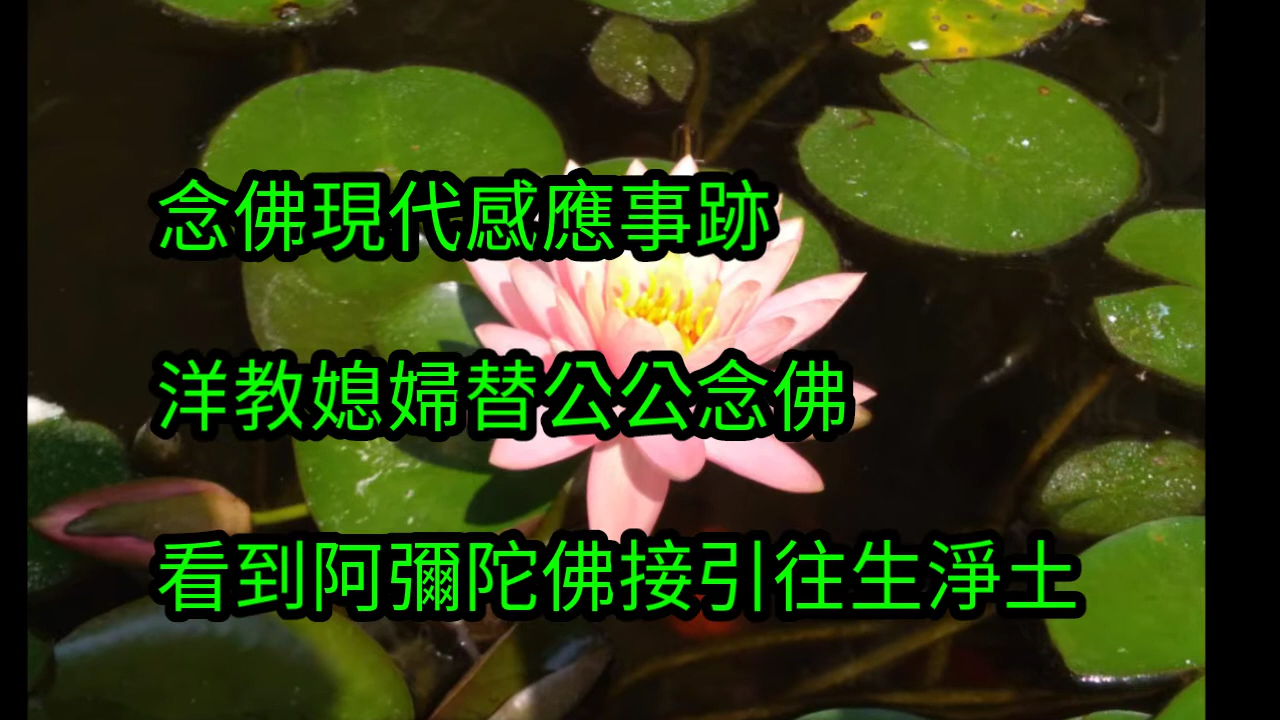 念佛現代感應事跡
洋教媳婦替公公念佛
看到阿彌陀佛接引往生淨土